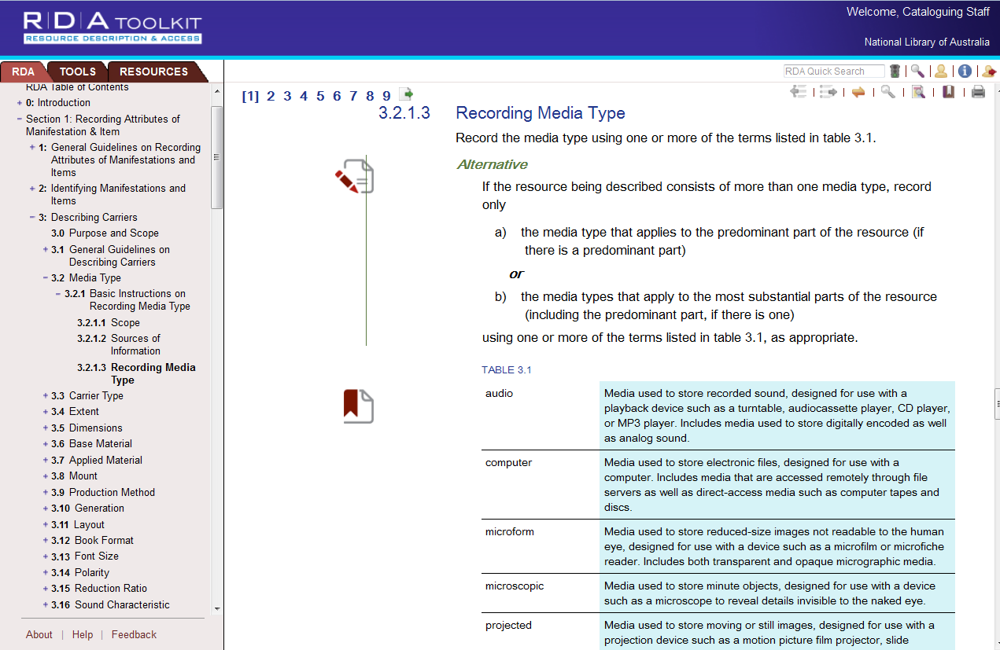 R|D|A TOOLKIT
RESOURCE DESCRIPTION & ACCESS
Welcome, Cataloguing Staff
National Library of Australia
RDA
TOOLS
RESOURCES
RDA Quick Search
RDA Table of Contents
+ 0: Introduction
- Section 1: Recording Attributes of
Manifestation & Item
+ 1: General Guidelines on Recording
Attributes of Manifestations and
Items
+ 2: Identifying Manifestations and
Items
- 3: Describing Carriers
3.0 Purpose and Scope
+ 3.1 General Guidelines on
Describing Carriers
- 3.2 Media Type
- 3.2.1 Basic Instructions on
Recording Media Type
3.2.1.1 Scope
3.2.1.2 Sources of
Information
3.2.1.3 Recording Media
Type
+ 3.3 Carrier Type
+ 3.4 Extent
+ 3.5 Dimensions
+ 3.6 Base Material
+ 3.7 Applied Material
+ 3.8 Mount
+ 3.9 Production Method
+ 3.10 Generation
+ 3.11 Layout
+ 3.12 Book Format
+ 3.13 Font Size
+ 3.14 Polarity
+ 3.15 Reduction Ratio
+ 3.16 Sound Characteristic
About | Help | Feedback
[1] 2 3 4 5 6 7 8 9
3.2.1.3 Recording Media Type
Record the media type using one or more of the terms listed in table 3.1.
Alternative
If the resource being described consists of more than one media type, record
only
a) the media type that applies to the predominant part of the resource (if
there is a predominant part)
or
b) the media types that apply to the most substantial parts of the resource
(including the predominant part, if there is one)
using one or more of the terms listed in table 3.1, as appropriate.
TABLE 3.1
audio
Media used to store recorded sound, designed for use with a
playback device such as a turntable, audiocassette player, CD player,
or MP3 player. Includes media used to store digitally encoded as well
as analog sound.
computer
Media used to store electronic files, designed for use with a
computer. Includes media that are accessed remotely through file
servers as well as direct-access media such as computer tapes and
discs.
microform
Media used to store reduced-size images not readable to the human
eye, designed for use with a device such as a microfilm or microfiche
reader. Includes both transparent and opaque micrographic media.
microscopic
Media used to store minute objects, designed for use with a device
such as a microscope to reveal details invisible to the naked eye.
projected
Media used to store moving or still images, designed for use with a
projection device such as a motion picture film projector, slide